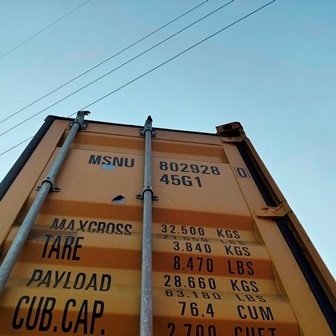 MSNU 802928 0
45G1
MAXGROSS 32.500 KGS
TARE 3.840 KGS
8.470 LBS
PAYLOAD 28.660 KGS
63.180 LBS
CUB.CAP. 76.4 CUM
2.700 CUFT